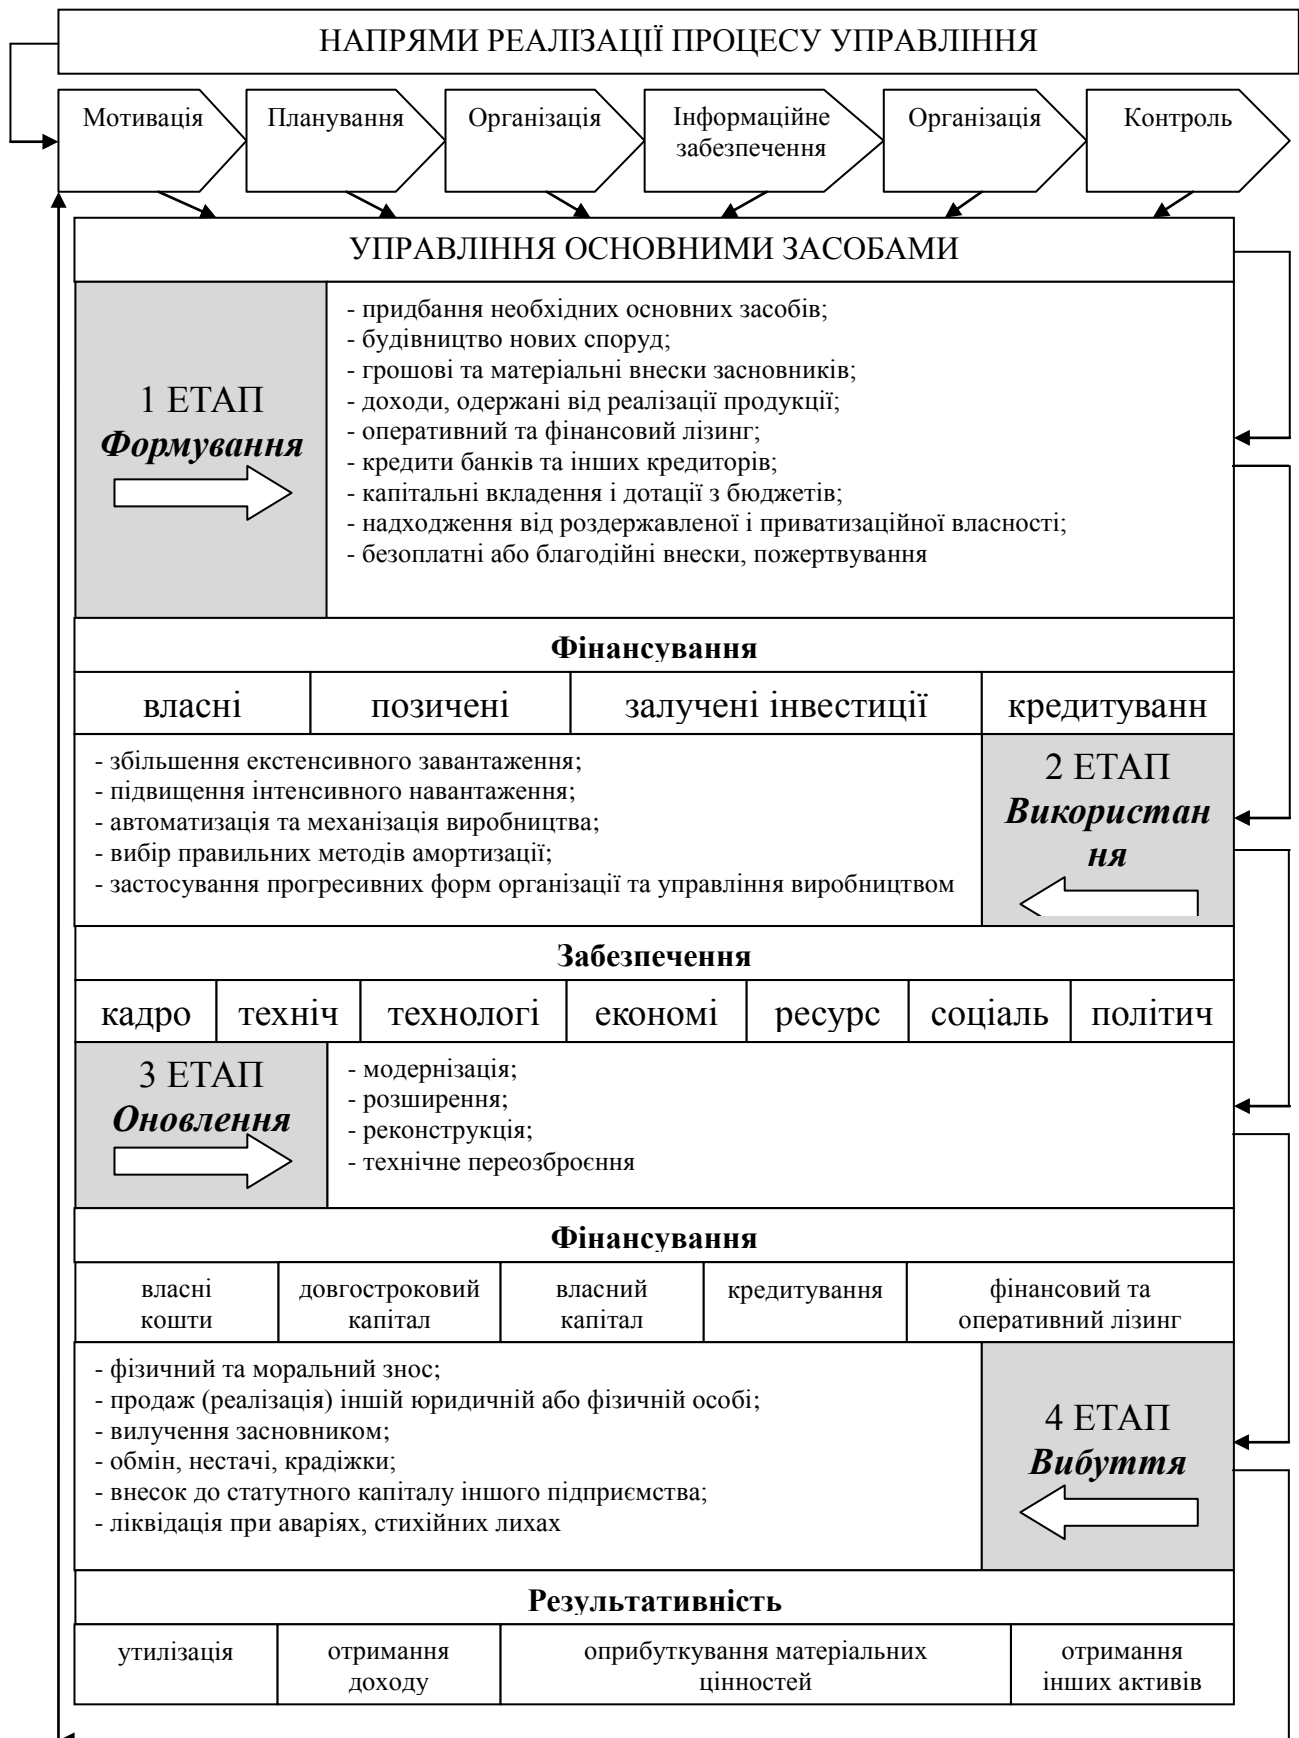 НАПРЯМИ РЕАЛІЗАЦІЇ ПРОЦЕСУ УПРАВЛІННЯ
Мотивація
Планування
Організація
Інформаційне
забезпечення
Організація
Контроль
УПРАВЛІННЯ ОСНОВНИМИ ЗАСОБАМИ
1 ЕТАП
Формування
- придбання необхідних основних засобів;
- будівництво нових споруд;
- грошові та матеріальні внески засновників;
- доходи, одержані від реалізації продукції;
- оперативний та фінансовий лізинг;
- кредити банків та інших кредиторів;
- капітальні вкладення і дотації з бюджетів;
- надходження від роздержавленої і приватизаційної власності;
- безоплатні або благодійні внески, пожертвування
Фінансування
власні
позичені
залучені інвестиції
кредитуванн
- збільшення екстенсивного завантаження;
- підвищення інтенсивного навантаження;
- автоматизація та механізація виробництва;
- вибір правильних методів амортизації;
- застосування прогресивних форм організації та управління виробництвом
2 ЕТАП
Використан
ня
Забезпечення
кадро
техніч
технологі
економі
ресурс
соціаль
політич
3 ЕТАП
Оновлення
- модернізація;
- розширення;
- реконструкція;
- технічне переозброєння
Фінансування
власні
кошти
довгостроковий
капітал
власний
капітал
кредитування
фінансовий та
оперативний лізинг
- фізичний та моральний знос;
- продаж (реалізація) іншій юридичній або фізичній особі;
- вилучення засновником;
- обмін, нестачі, крадіжки;
- внесок до статутного капіталу іншого підприємства;
- ліквідація при аваріях, стихійних лихах
4 ЕТАП
Вибуття
Результативність
утилізація
отримання
доходу
оприбуткування матеріальних
цінностей
отримання
інших активів